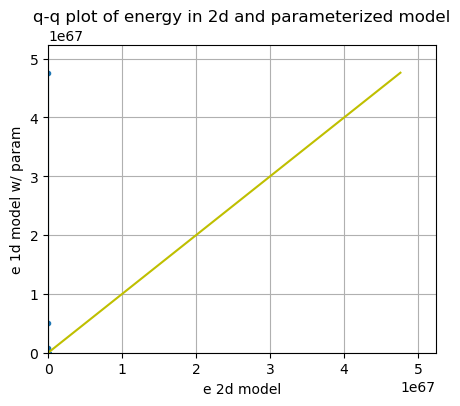 q-q plot of energy in 2d and parameterized model
1e67
5
4
3
2
1
0
e 1d model w/ param
0 1 2 3 4 5
e 2d model
1e67